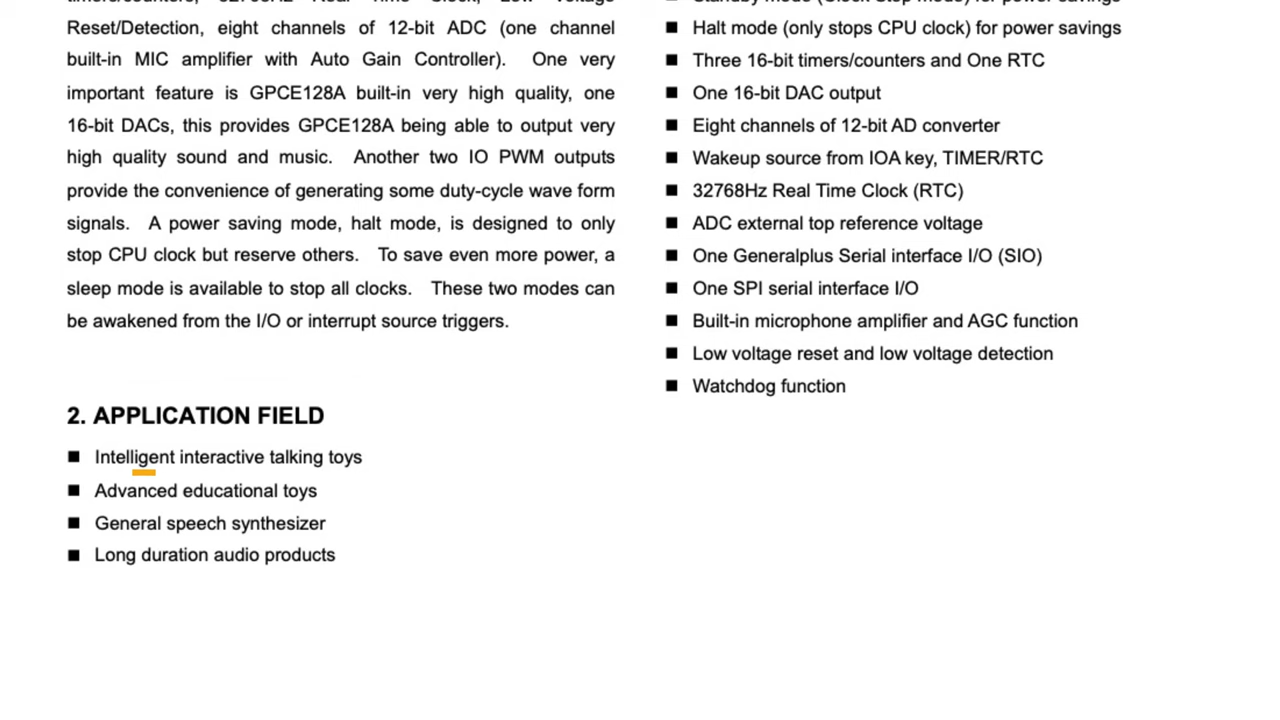 Reset/Detection, eight channels of 12-bit ADC (one channel
built-in MIC amplifier with Auto Gain Controller). One very
important feature is GPCE128A built-in very high quality, one
16-bit DACs, this provides GPCE128A being able to output very
high quality sound and music. Another two IO PWM outputs
provide the convenience of generating some duty-cycle wave form
signals. A power saving mode, halt mode, is designed to only
stop CPU clock but reserve others. To save even more power, a
sleep mode is available to stop all clocks. These two modes can
be awakened from the I/O or interrupt source triggers.
2. APPLICATION FIELD
■ Intelligent interactive talking toys
■ Advanced educational toys
■ General speech synthesizer
■ Long duration audio products
■ Halt mode (only stops CPU clock) for power savings
■ Three 16-bit timers/counters and One RTC
■ One 16-bit DAC output
■ Eight channels of 12-bit AD converter
■ Wakeup source from IOA key, TIMER/RTC
■ 32768Hz Real Time Clock (RTC)
■ ADC external top reference voltage
■ One Generalplus Serial interface I/O (SIO)
■ One SPI serial interface I/O
■ Built-in microphone amplifier and AGC function
■ Low voltage reset and low voltage detection
■ Watchdog function